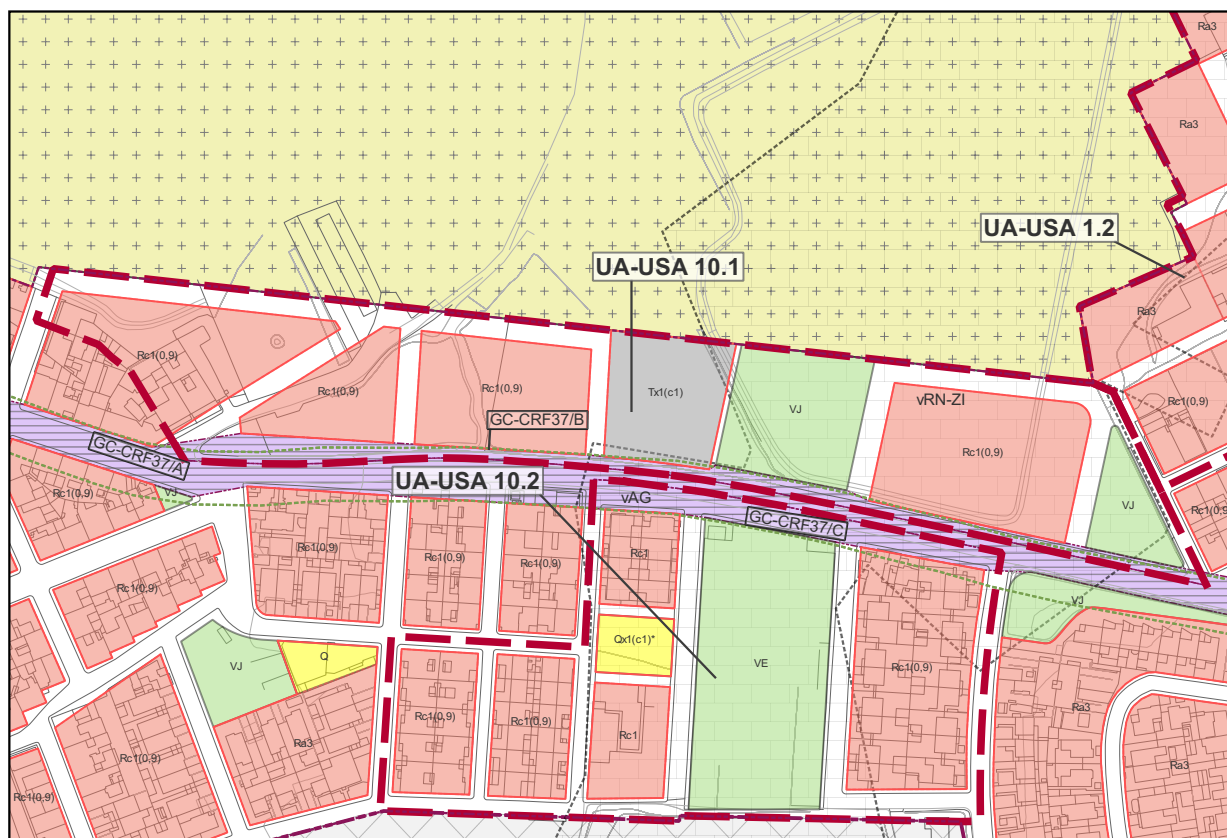 Ra3
Ra3
UA-USA 1.2
UA-USA 10.1
Ra3
Rc1(0,9)
Rc1(0,9)
Rc1(0,9)
Tx1(c1)
VJ
vRN-ZI
Rc1(0,9)
Rc1(0,9)
GC-CRF37/B
GC-CRF37/A
UA-USA 10.2
vAG
GC-CRF37/C
VJ
Rc1(0,9)
VJ
Rc1(0,9)
Rc1(0,9)
Rc1(0,9)
Rc1(0,9)
Rc1
Rc1(0,9)
VJ
Qx1(c1)*
VJ
Q
VE
Rc1(0,9)
Ra3
Rc1(0,9)
Rc1(0,9)
Rc1
Ra3
Rc1(0,9)
Ra3
Rc1(0,9)